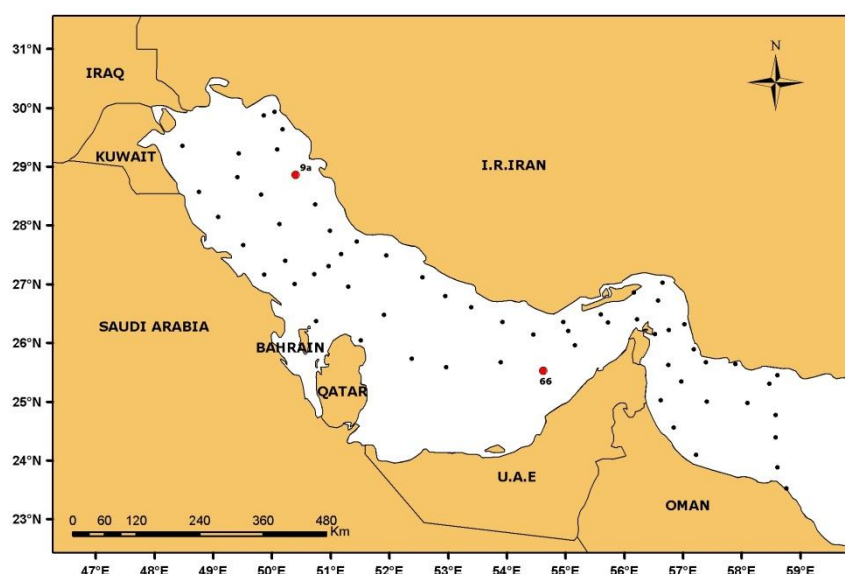 31°N
N
IRAQ
30°N
KUWAIT
29°N
9a
I.R.IRAN
28°N
27°N
SAUDI ARABIA
26°N
BAHRAIN
QATAR
25°N
66
24°N
U.A.E
OMAN
23°N
0 60 120 240 360 480
Km
47°E 48°E 49°E 50°E 51°E 52°E 53°E 54°E 55°E 56°E 57°E 58°E 59°E